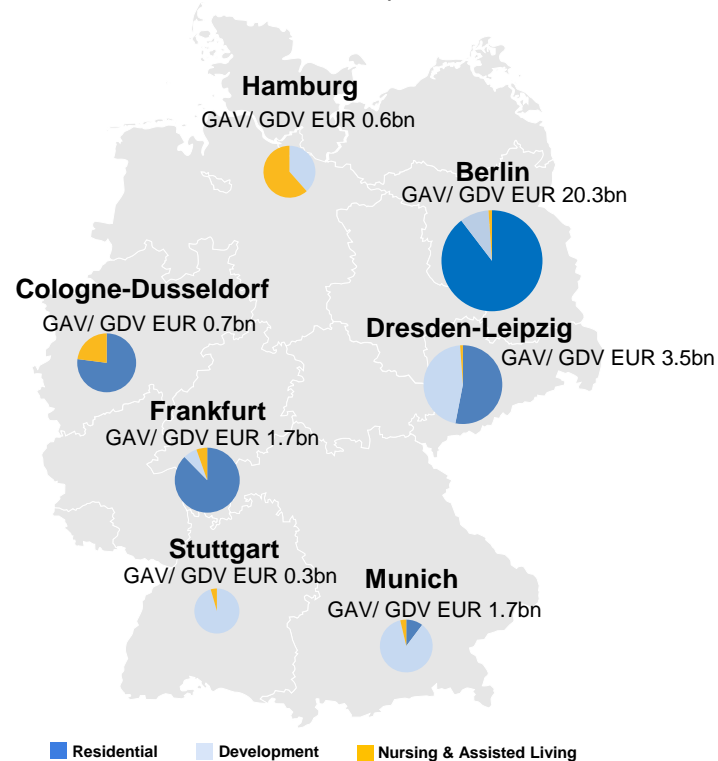 Hamburg
GAV/ GDV EUR 0.6bn
Berlin
GAV/ GDV EUR 20.3bn
Cologne-Dusseldorf
GAV/ GDV EUR 0.7bn
Dresden-Leipzig
GAV/ GDV EUR 3.5bn
Frankfurt
GAV/ GDV EUR 1.7bn
Stuttgart
GAV/ GDV EUR 0.3bn
Munich
GAV/ GDV EUR 1.7bn
Residential Development Nursing & Assisted Living